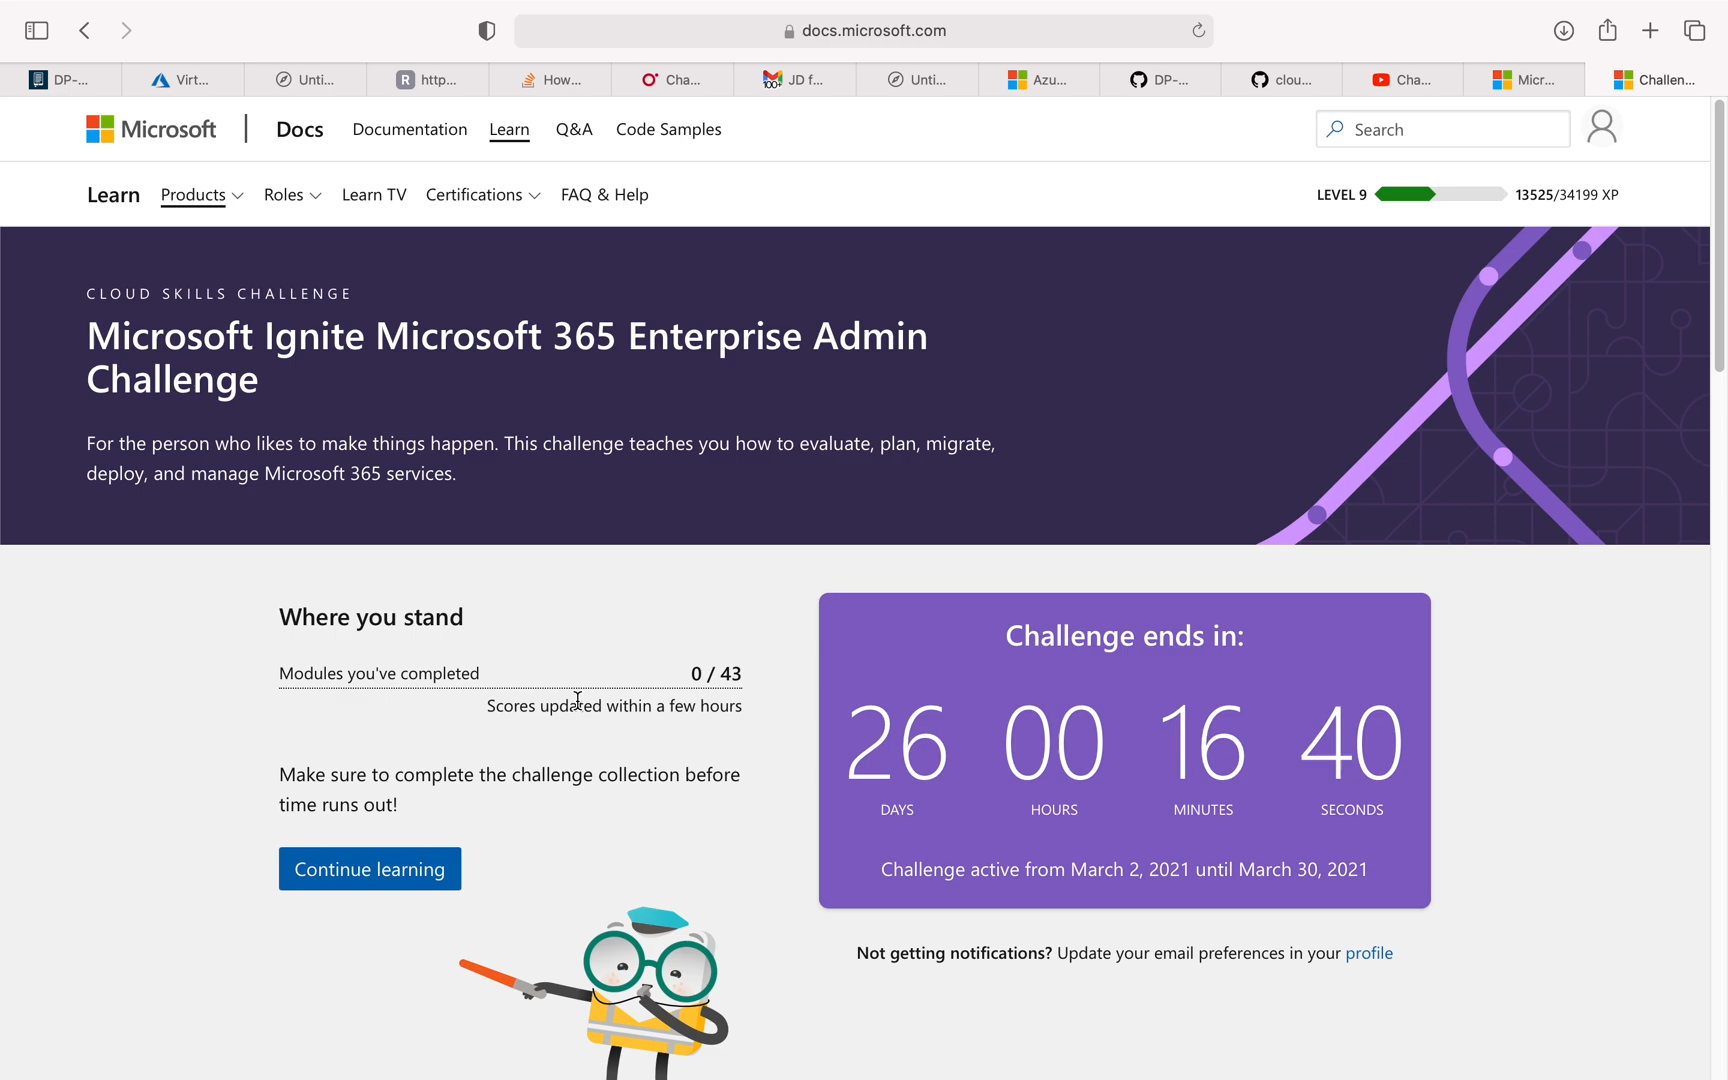 docs.microsoft.com
DP-...
Virt...
Unti...
R
http...
How...
Cha...
100+
JD f...
Unti...
Azu...
DP-...
clou...
Cha...
Micr...
Challen...
Microsoft
Docs
Documentation
Learn
Q&A
Code Samples
Search
Learn
Products
Roles
Learn TV
Certifications
FAQ & Help
LEVEL 9
13525/34199 XP
CLOUD SKILLS CHALLENGE
Microsoft Ignite Microsoft 365 Enterprise Admin
Challenge
For the person who likes to make things happen. This challenge teaches you how to evaluate, plan, migrate,
deploy, and manage Microsoft 365 services.
Where you stand
Modules you've completed 0 / 43
Scores updated within a few hours
Make sure to complete the challenge collection before
time runs out!
Continue learning
Challenge ends in:
26 00 16 40
DAYS HOURS MINUTES SECONDS
Challenge active from March 2, 2021 until March 30, 2021
Not getting notifications? Update your email preferences in your profile